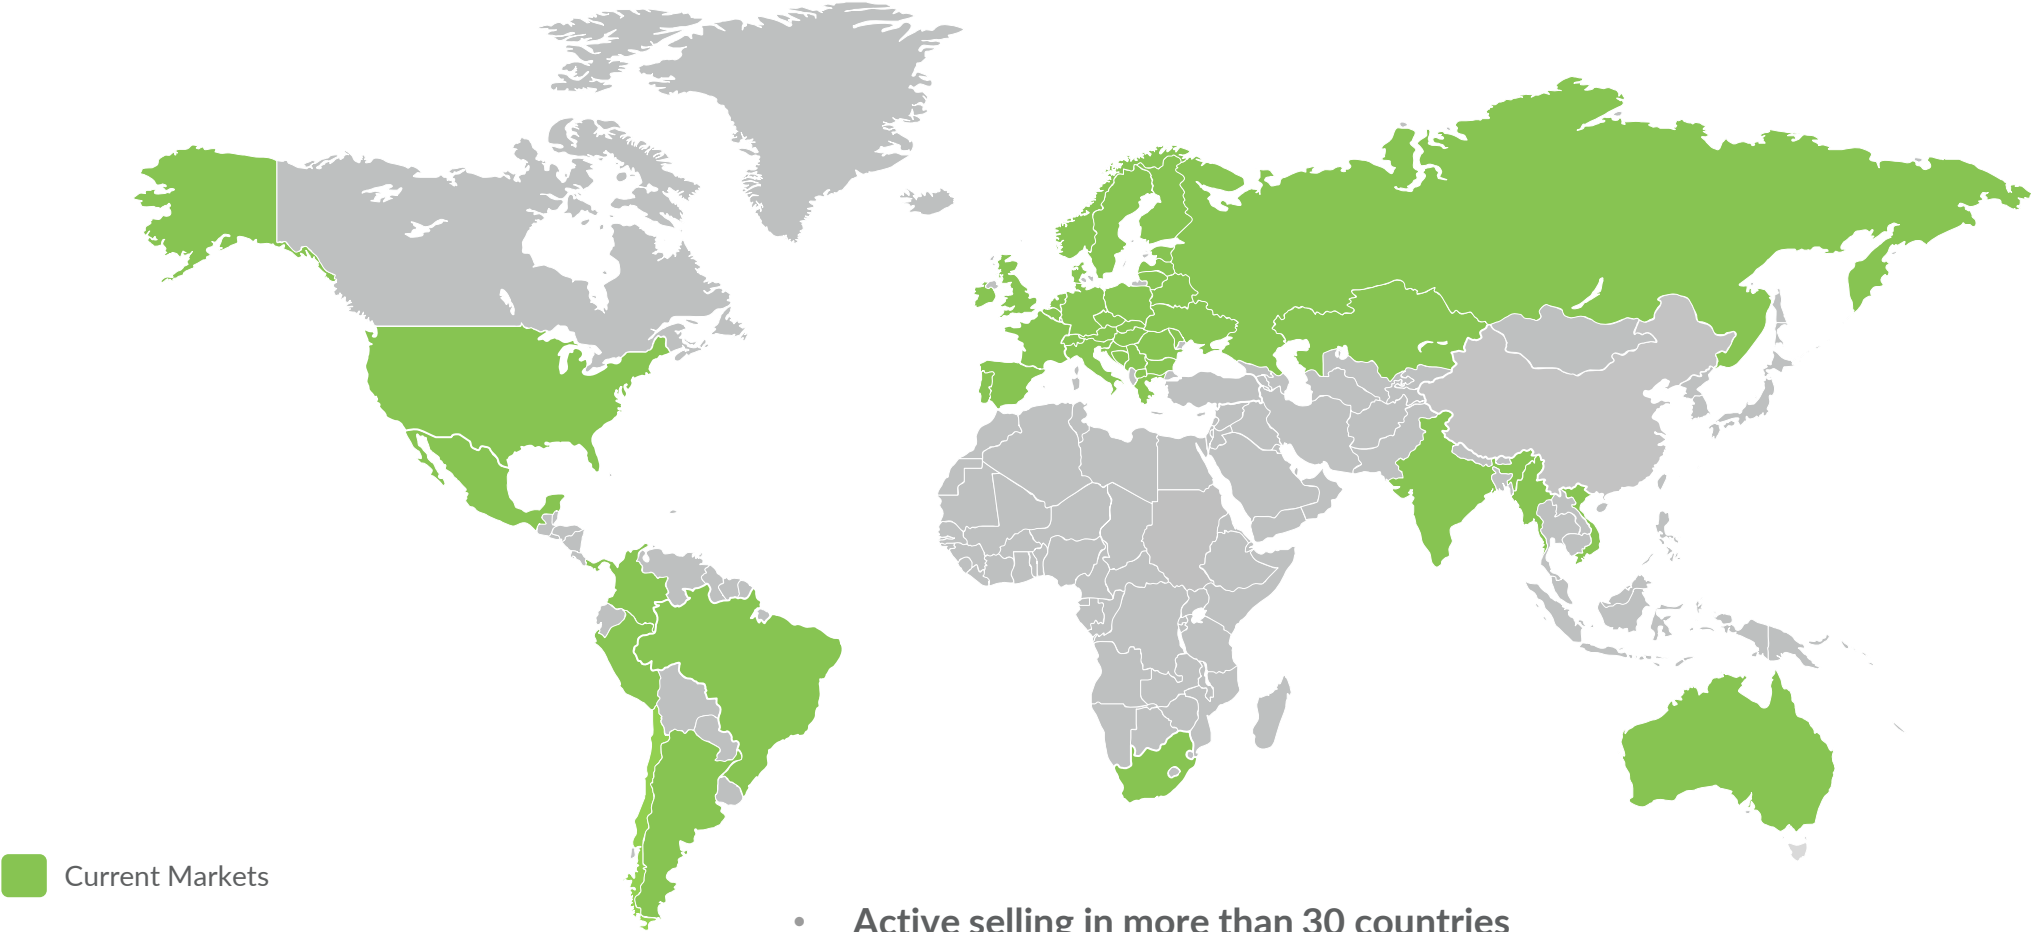 Current Markets
• Active selling in more than 30 countries